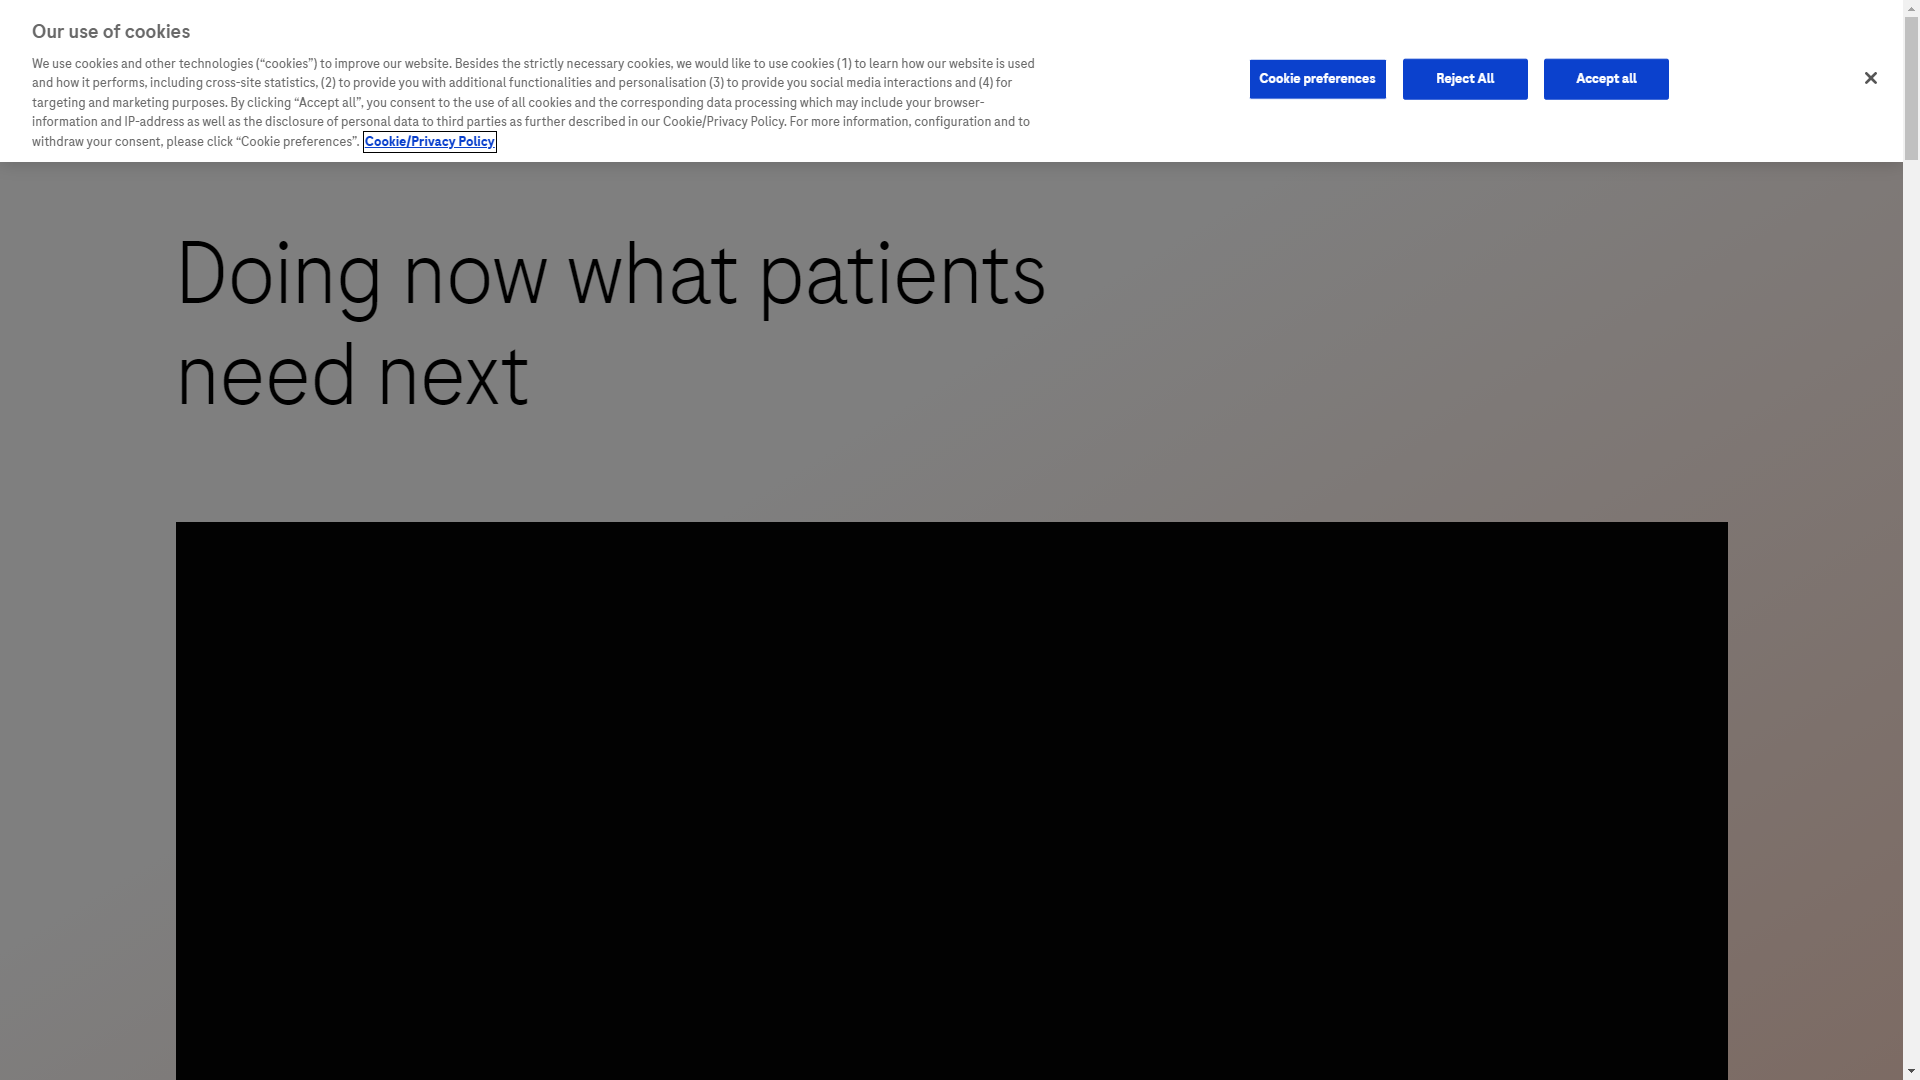 Our use of cookies
We use cookies and other technologies (“cookies”) to improve our website. Besides the strictly necessary cookies, we would like to use cookies (1) to learn how our website is used
and how it performs, including cross-site statistics, (2) to provide you with additional functionalities and personalisation (3) to provide you social media interactions and (4) for
targeting and marketing purposes. By clicking “Accept all”, you consent to the use of all cookies and the corresponding data processing which may include your browser-
information and IP-address as well as the disclosure of personal data to third parties as further described in our Cookie/Privacy Policy. For more information, configuration and to
withdraw your consent, please click “Cookie preferences”. Cookie/Privacy Policy
Cookie preferences
Reject All
Accept all
Doing now what patients
need next